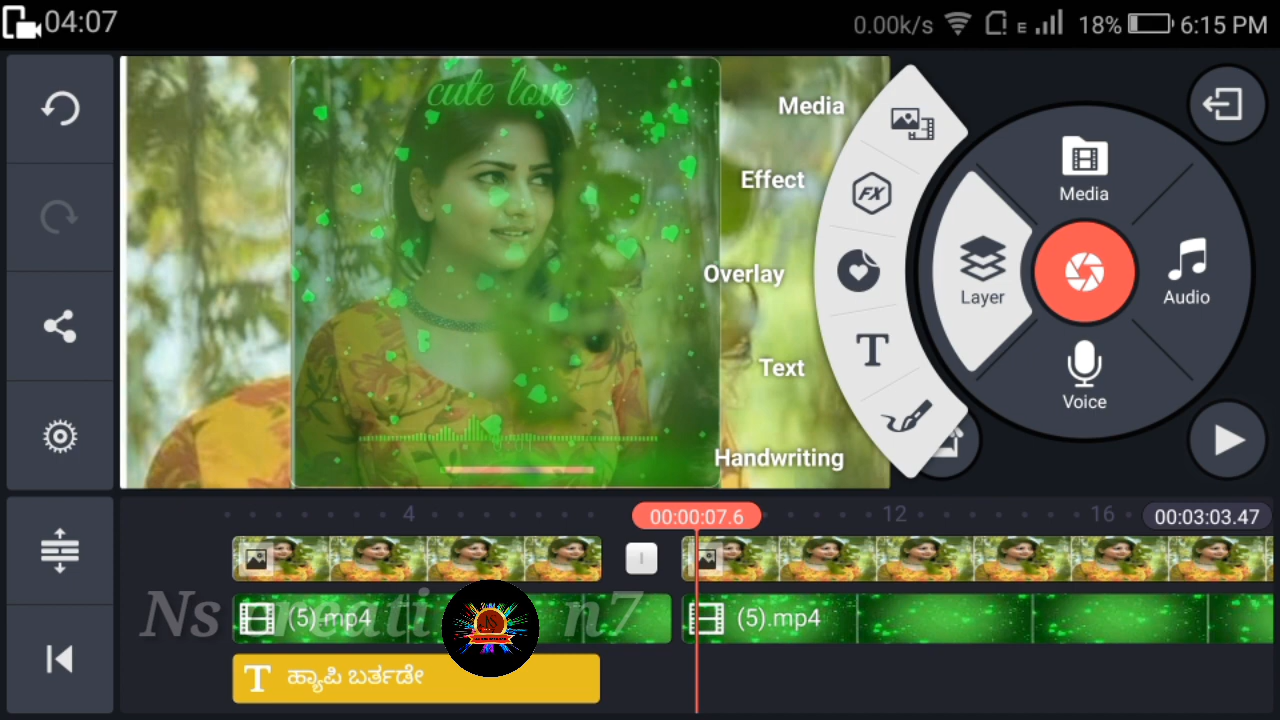 04:07
0.00k/s E 18% 6:15 PM
cute love
Media
Effect
FX
Overlay
Text
Handwriting
Media
Layer
Audio
Voice
4 00:00:07.6 12 16 00:03:03.47
Ns creati n7
(5).mp4 (5).mp4
T ಹ್ಯಾಪಿ ಬರ್ತಡೇ